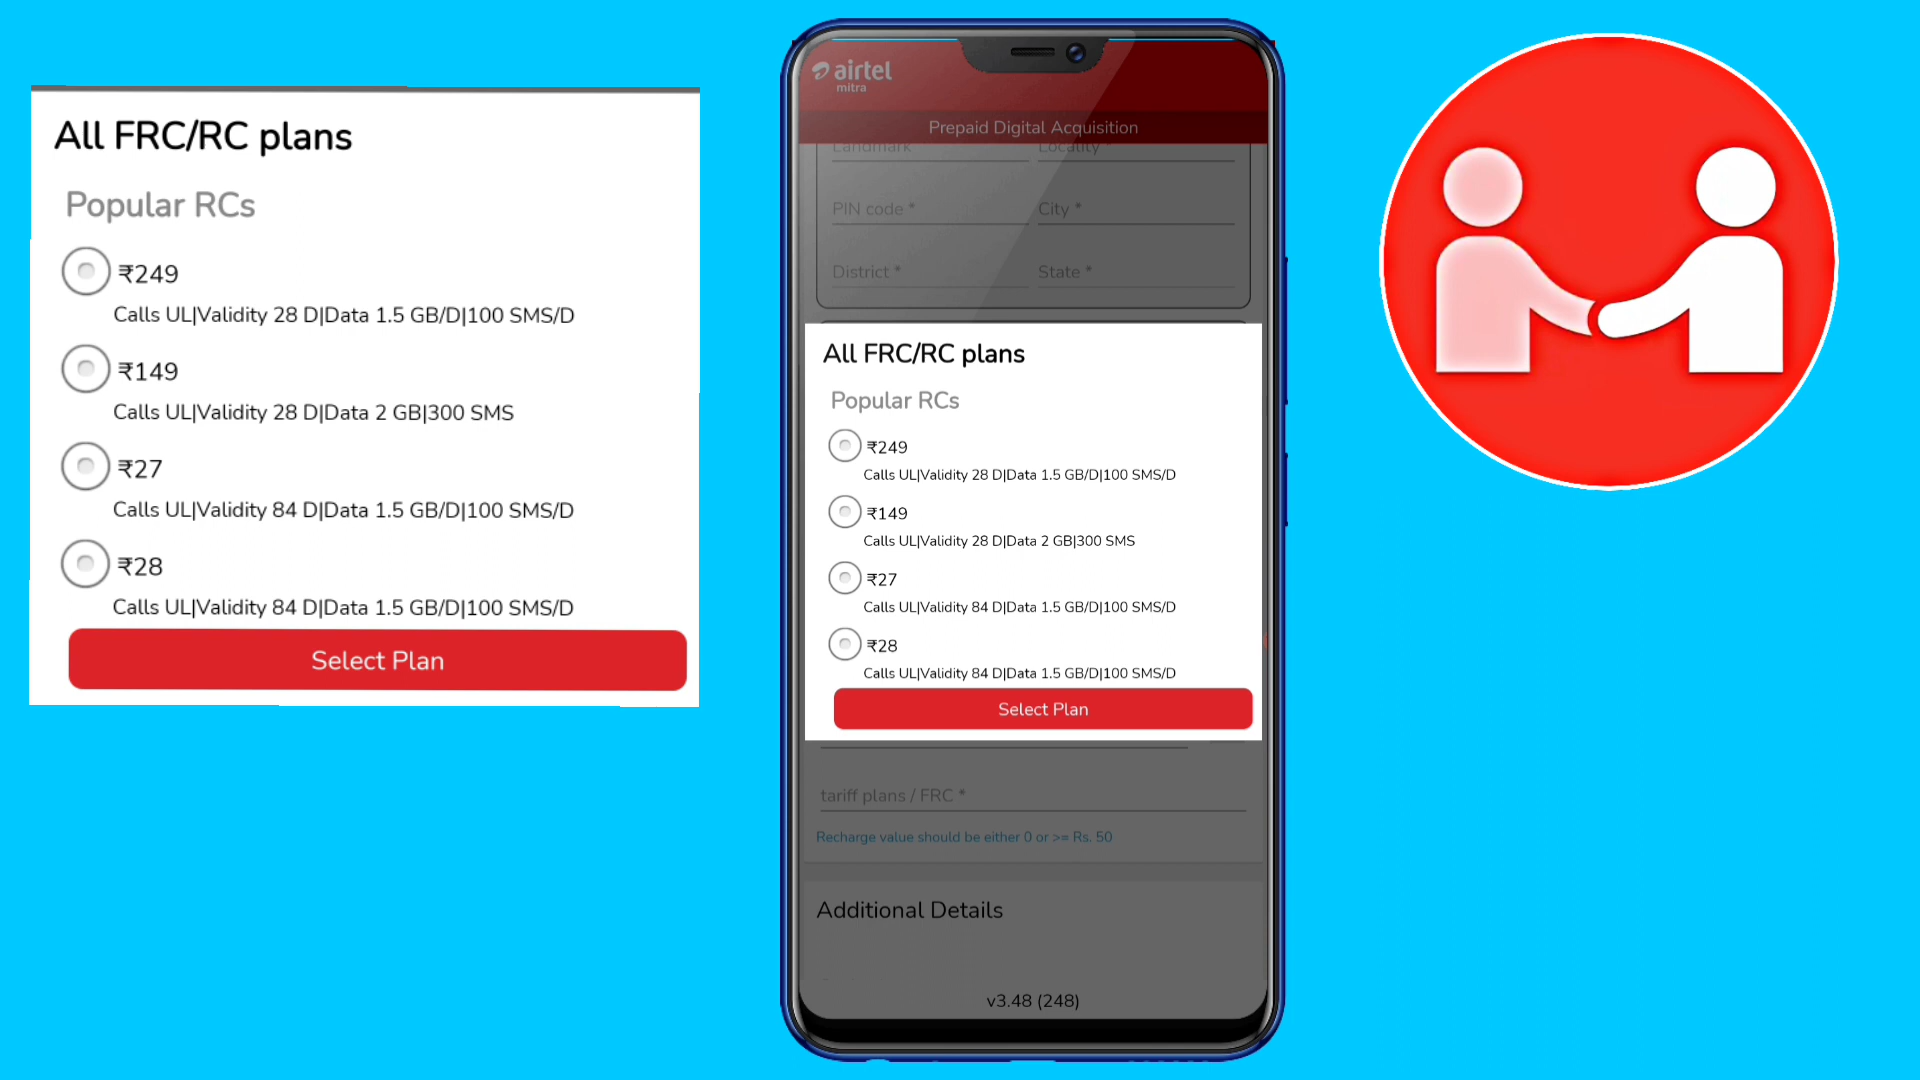 All FRC/RC plans
Popular RCs
₹249
Calls UL|Validity 28 D|Data 1.5 GB/D|100 SMS/D
₹149
Calls UL|Validity 28 D|Data 2 GB|300 SMS
₹27
Calls UL|Validity 84 D|Data 1.5 GB/D|100 SMS/D
₹28
Calls UL|Validity 84 D|Data 1.5 GB/D|100 SMS/D
Select Plan
airtel
mitra
Prepaid Digital Acquisition
Landmark Locality *
PIN code * City *
District * State *
All FRC/RC plans
Popular RCs
₹249
Calls UL|Validity 28 D|Data 1.5 GB/D|100 SMS/D
₹149
Calls UL|Validity 28 D|Data 2 GB|300 SMS
₹27
Calls UL|Validity 84 D|Data 1.5 GB/D|100 SMS/D
₹28
Calls UL|Validity 84 D|Data 1.5 GB/D|100 SMS/D
Select Plan
tariff plans / FRC *
Recharge value should be either 0 or >= Rs. 50
Additional Details
v3.48 (248)